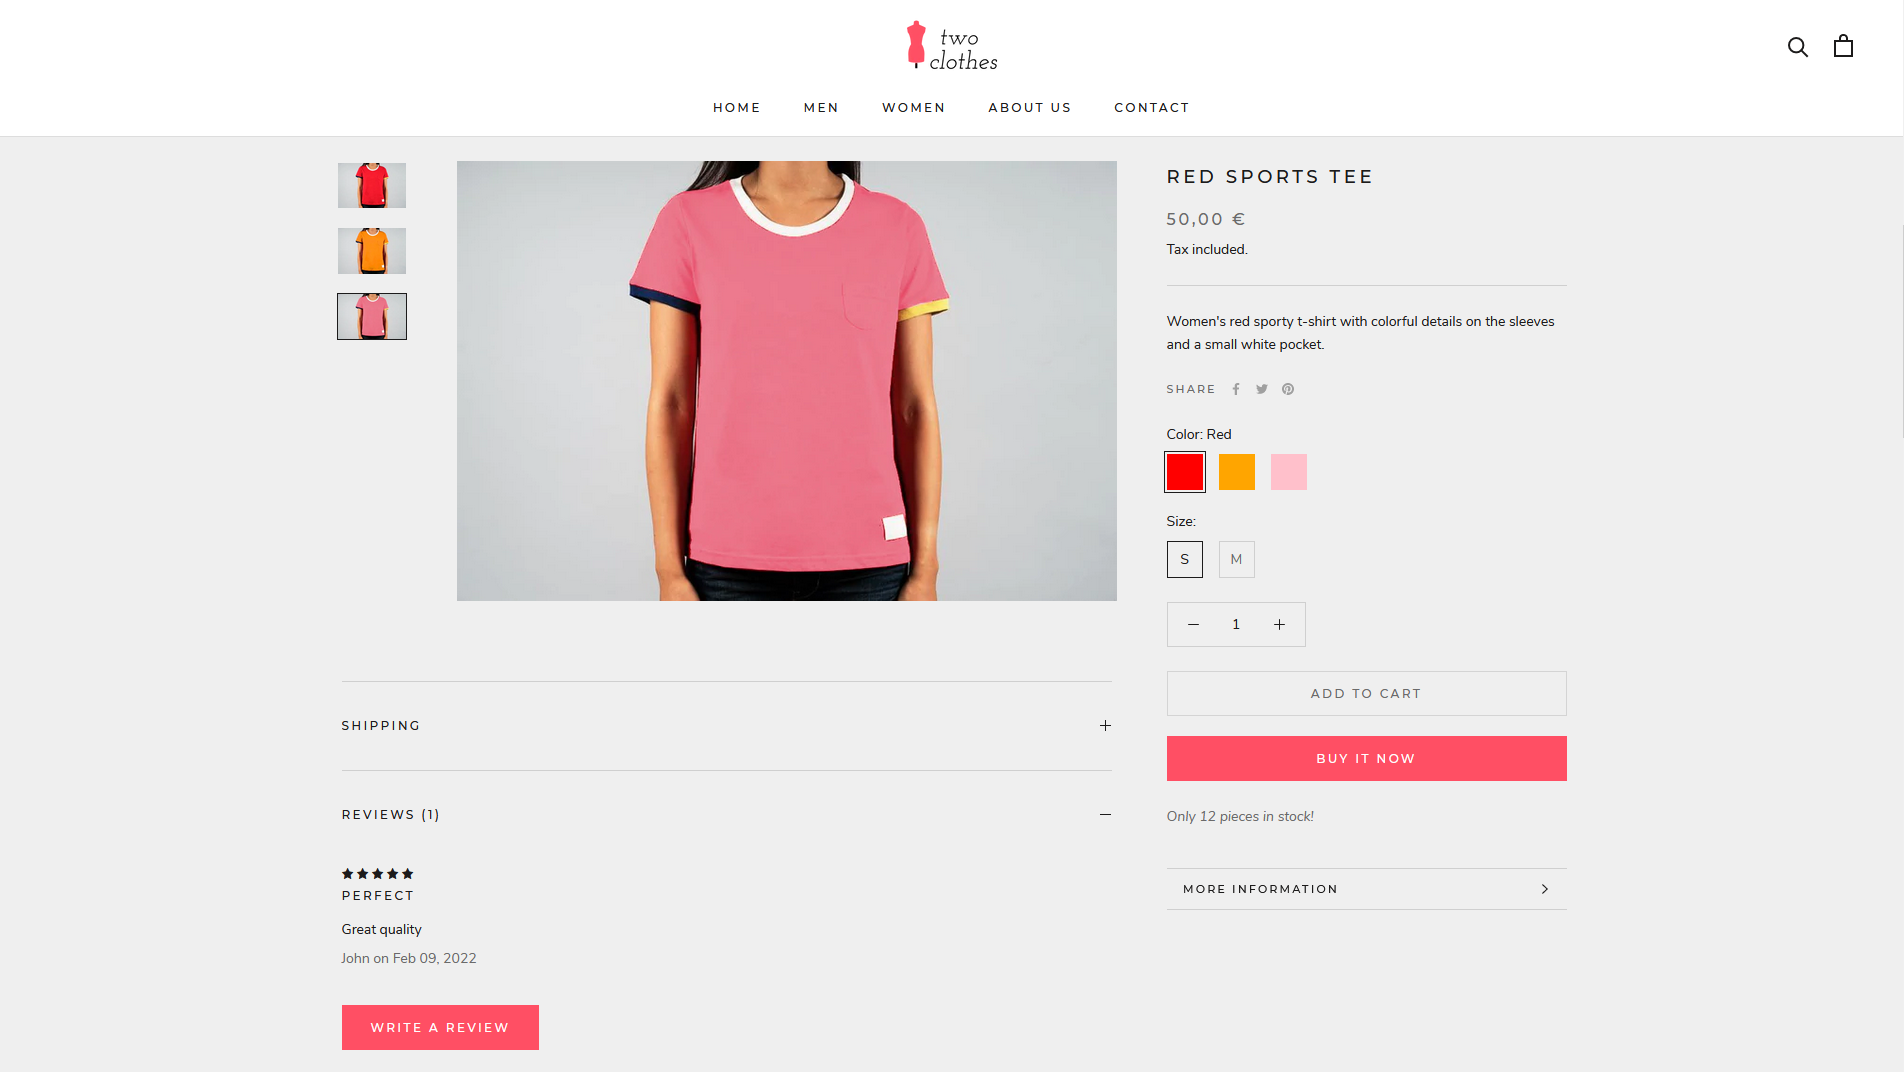 two
clothes
HOME
MEN
WOMEN
ABOUT US
CONTACT
RED SPORTS TEE
50,00 €
Tax included.
Women's red sporty t-shirt with colorful details on the sleeves
and a small white pocket.
SHARE
Color: Red
Size:
S
M
1
ADD TO CART
BUY IT NOW
Only 12 pieces in stock!
MORE INFORMATION
SHIPPING
REVIEWS (1)
PERFECT
Great quality
John on Feb 09, 2022
WRITE A REVIEW